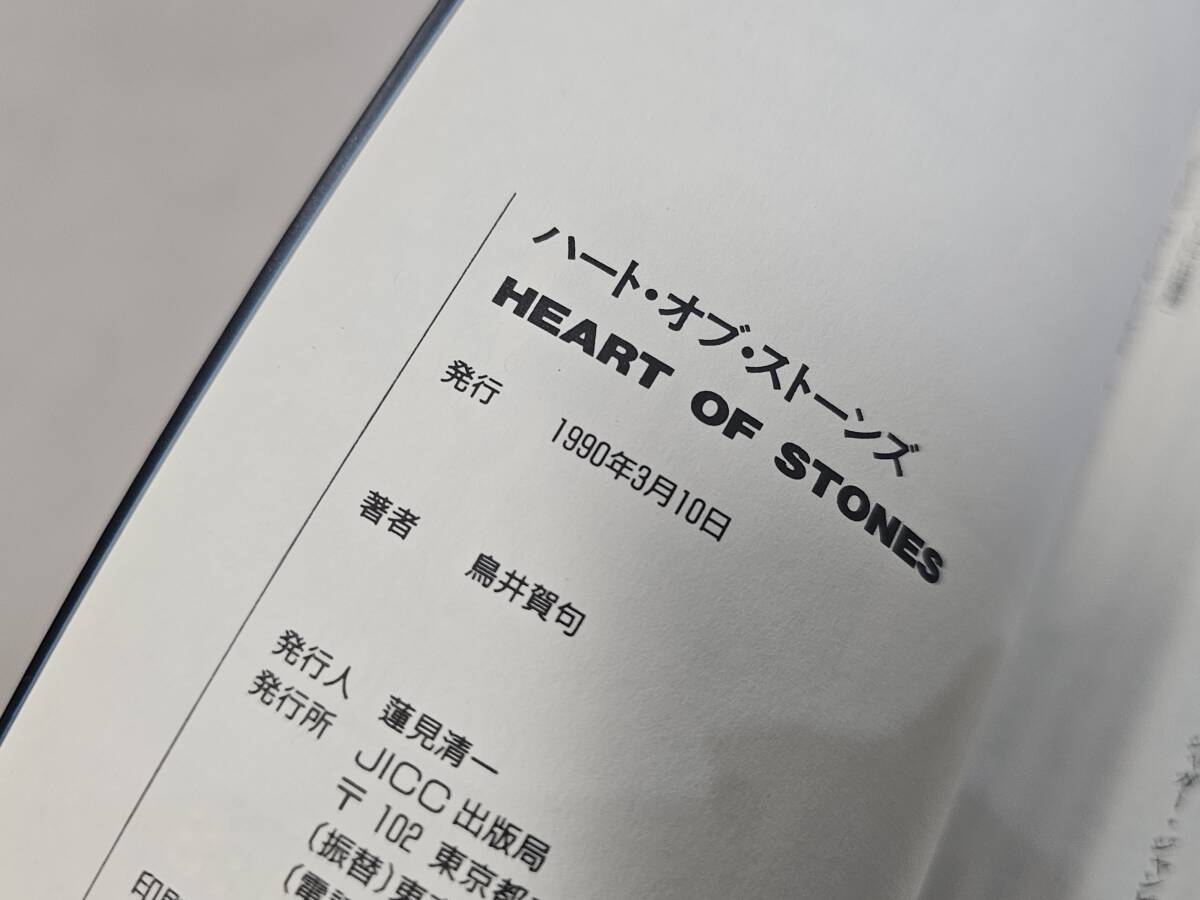 ハート・オブ・ストーンズ
HEART OF STONES
発行 1990年3月10日
著者 鳥井賀句
発行人 蓮見清一
発行所 JICC出版局
〒102 東京都
(振替)東
(電
印